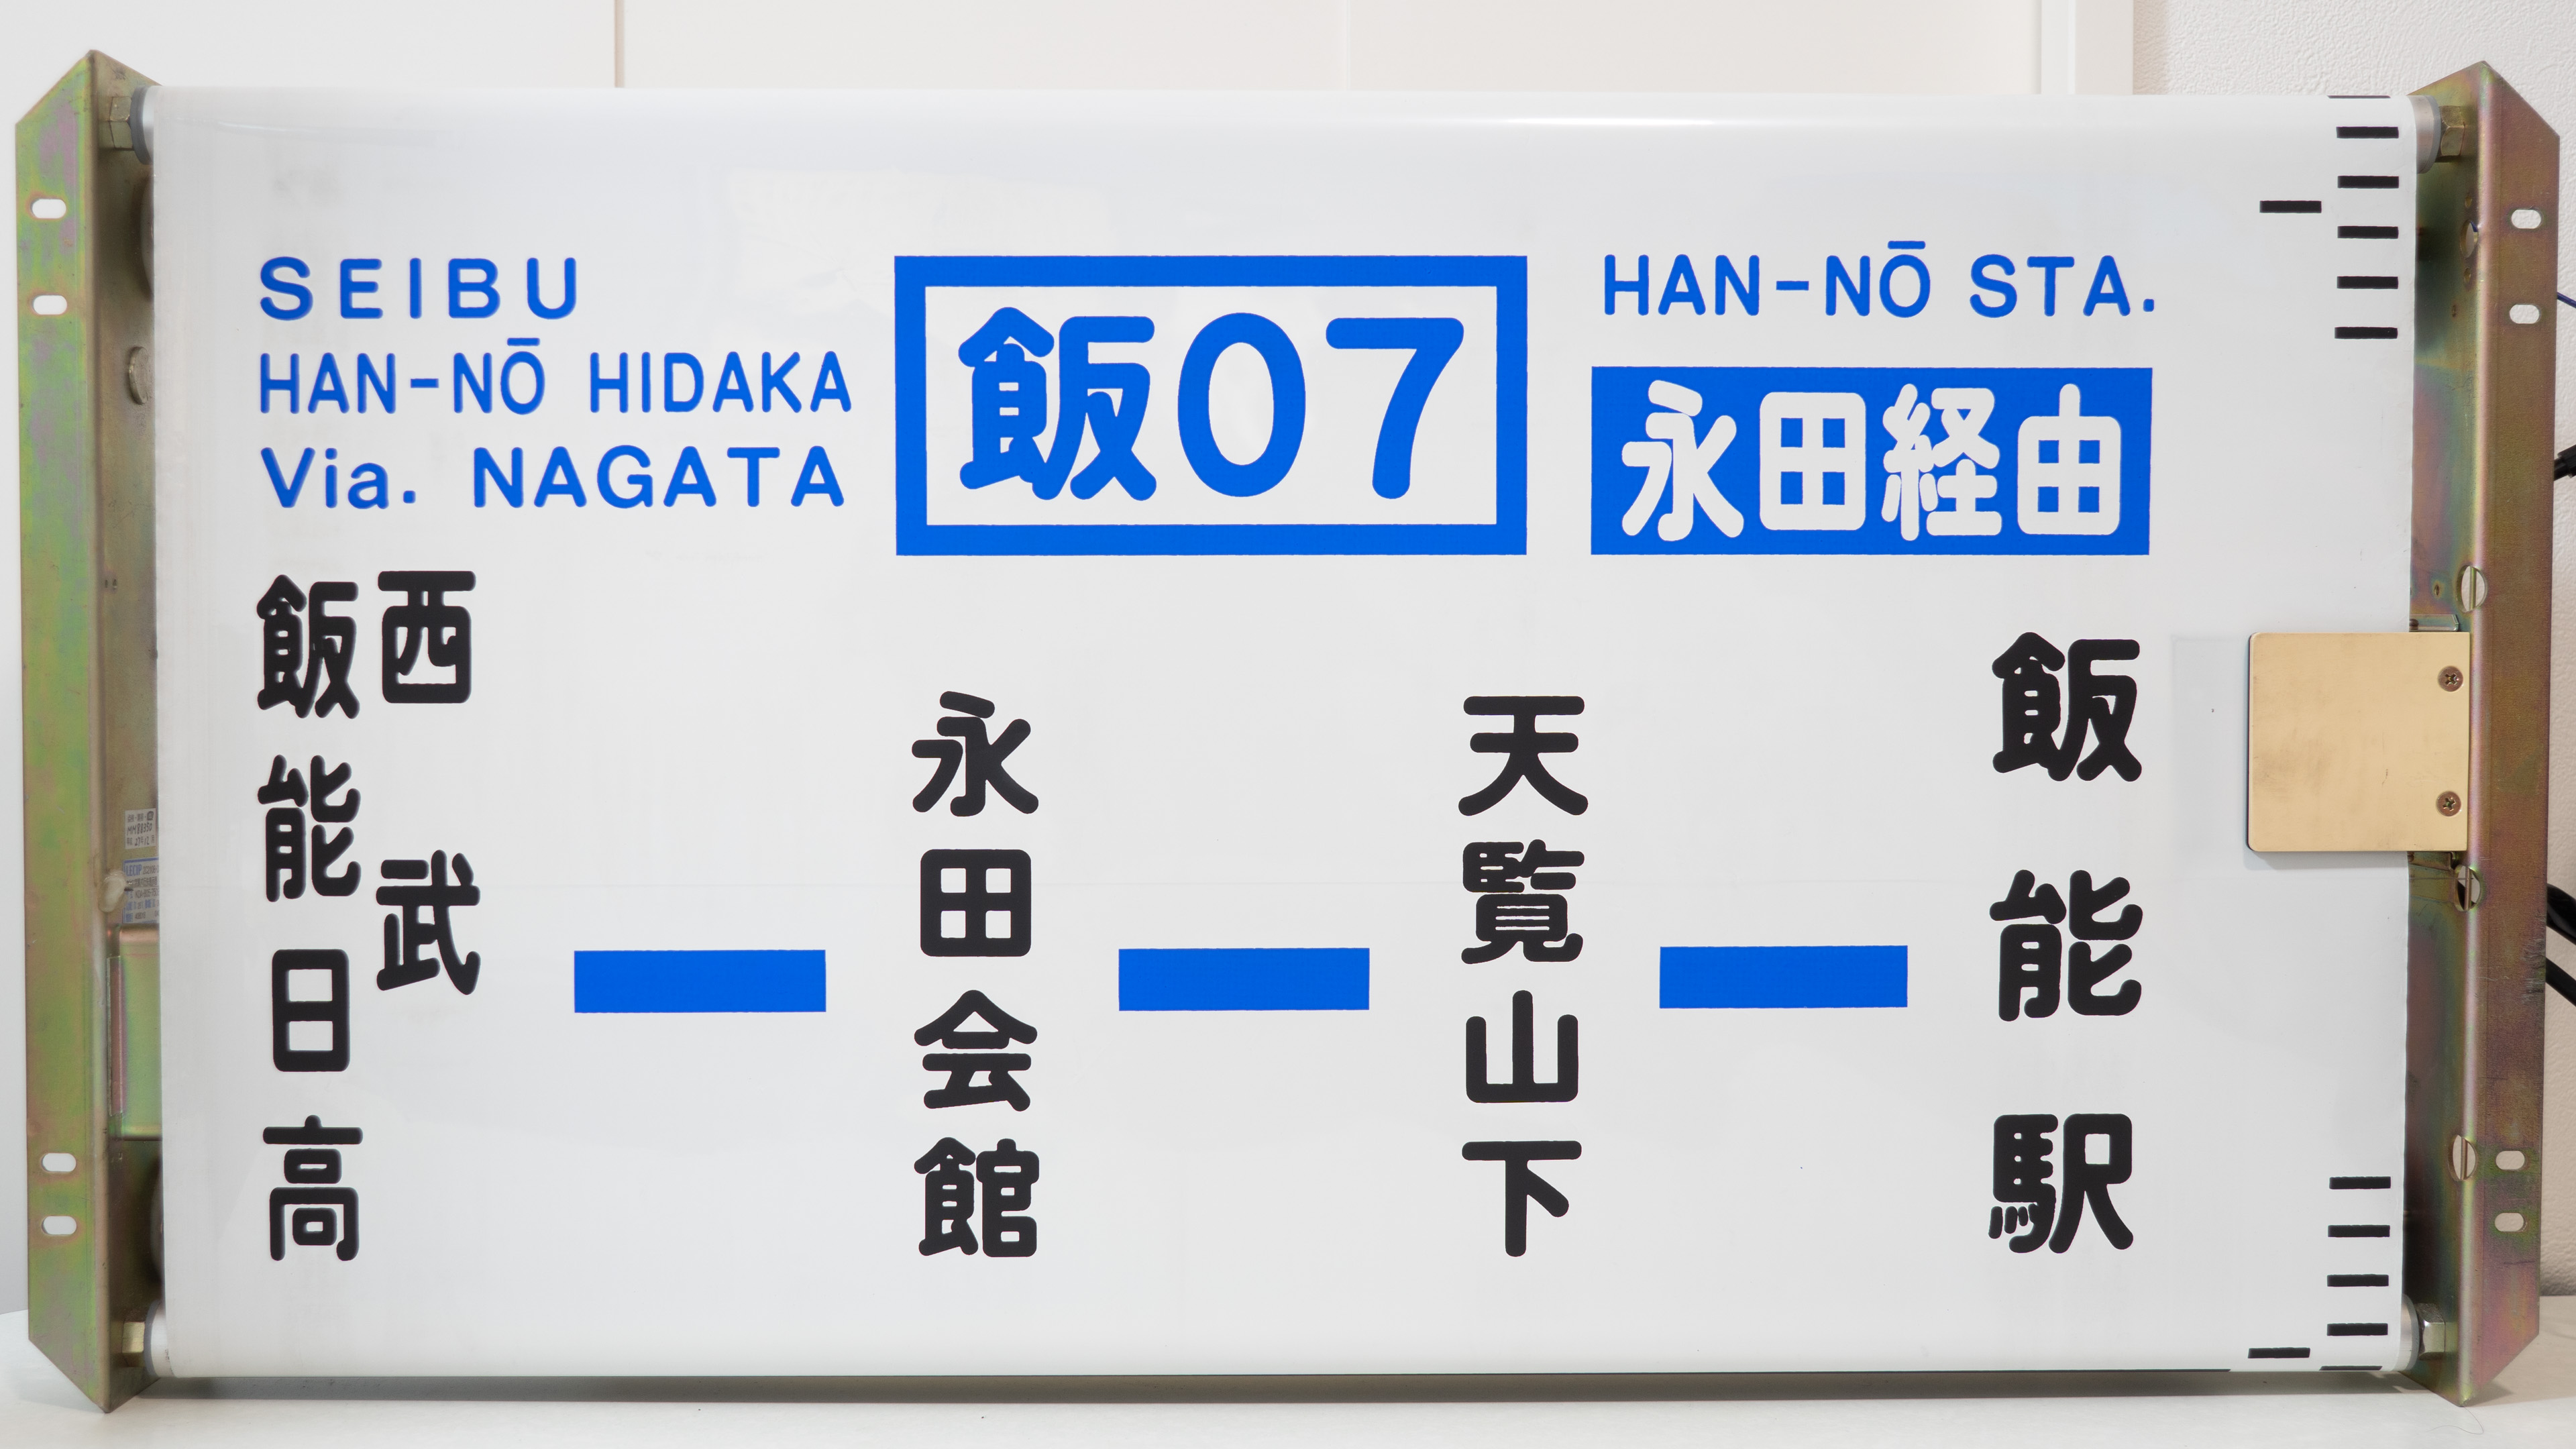 SEIBU
HAN-NŌ HIDAKA
Via. NAGATA
飯07
HAN-NŌ STA.
永田経由
西武
飯能日高
永田会館
天覧山下
飯能駅